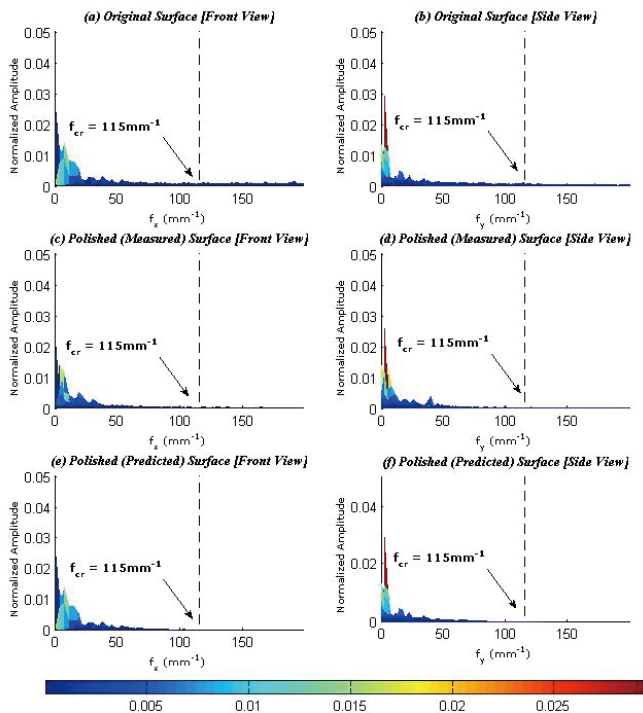 (a) Original Surface [Front View]
(b) Original Surface [Side View]
Normalized Amplitude
0.05
0.04
0.03
0.02
0.01
0
f_cr = 115mm⁻¹
0 50 100 150
f_x (mm⁻¹)
Normalized Amplitude
0.05
0.04
0.03
0.02
0.01
0
f_cr = 115mm⁻¹
0 50 100 150
f_y (mm⁻¹)
(c) Polished (Measured) Surface [Front View]
(d) Polished (Measured) Surface [Side View]
Normalized Amplitude
0.05
0.04
0.03
0.02
0.01
0
f_cr = 115mm⁻¹
0 50 100 150
f_x (mm⁻¹)
Normalized Amplitude
0.05
0.04
0.03
0.02
0.01
0
f_cr = 115mm⁻¹
0 50 100 150
f_y (mm⁻¹)
(e) Polished (Predicted) Surface [Front View]
(f) Polished (Predicted) Surface [Side View]
Normalized Amplitude
0.05
0.04
0.03
0.02
0.01
0
f_cr = 115mm⁻¹
0 50 100 150
f_x (mm⁻¹)
Normalized Amplitude
0.04
0.02
0
f_cr = 115mm⁻¹
0 50 100 150
f_y (mm⁻¹)
0.005 0.01 0.015 0.02 0.025